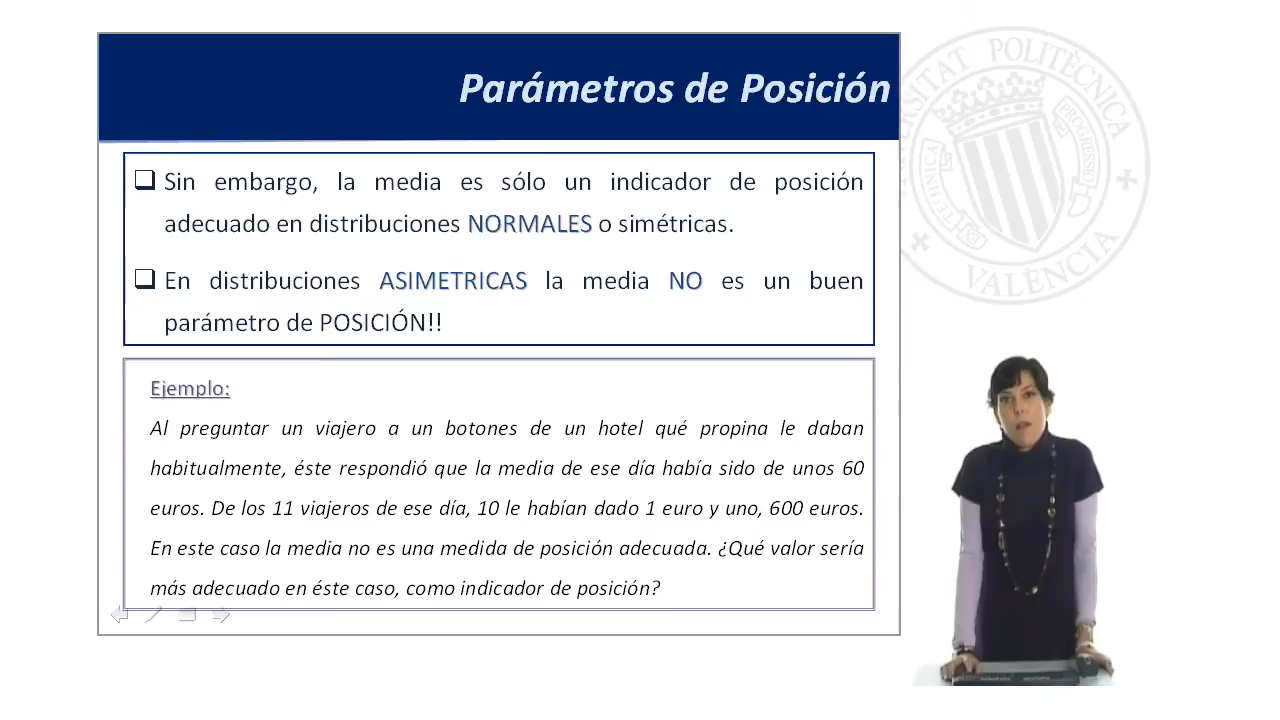 Parámetros de Posición
Sin embargo, la media es sólo un indicador de posición
adecuado en distribuciones NORMALES o simétricas.
En distribuciones ASIMETRICAS la media NO es un buen
parámetro de POSICIÓN!!
Ejemplo:
Al preguntar un viajero a un botones de un hotel qué propina le daban
habitualmente, éste respondió que la media de ese día había sido de unos 60
euros. De los 11 viajeros de ese día, 10 le habían dado 1 euro y uno, 600 euros.
En este caso la media no es una medida de posición adecuada. ¿Qué valor sería
más adecuado en éste caso, como indicador de posición?
VERSITAT POLITÈCNICA
VALÈNCIA